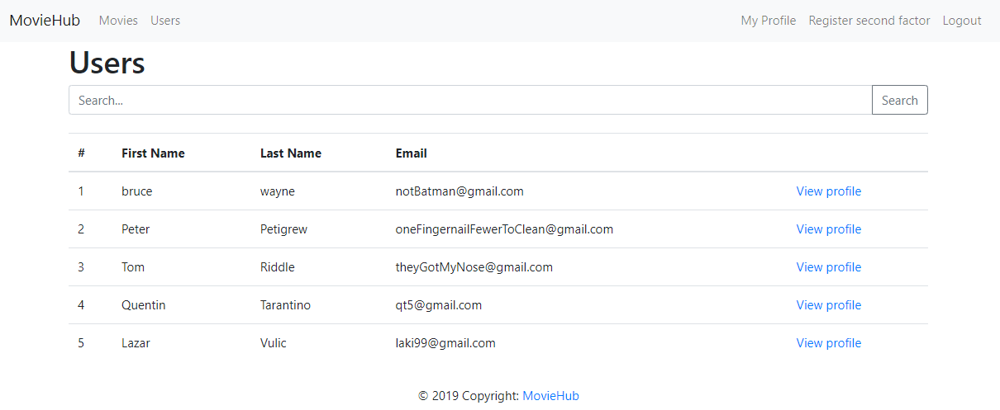 MovieHub Movies Users My Profile Register second factor Logout
Users
Search... Search
# First Name Last Name Email
1 bruce wayne notBatman@gmail.com View profile
2 Peter Petigrew oneFingernailFewerToClean@gmail.com View profile
3 Tom Riddle theyGotMyNose@gmail.com View profile
4 Quentin Tarantino qt5@gmail.com View profile
5 Lazar Vulic laki99@gmail.com View profile
© 2019 Copyright: MovieHub